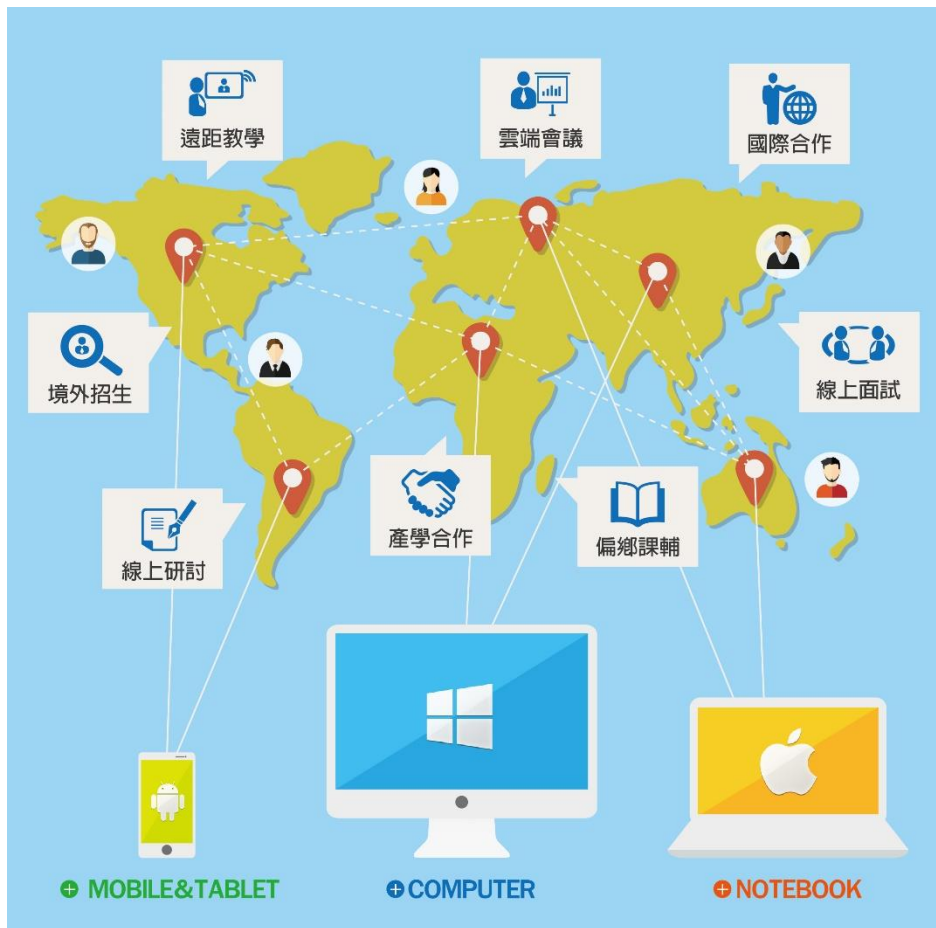 遠距教學
雲端會議
國際合作
境外招生
線上面試
線上研討
產學合作
偏鄉課輔
MOBILE&TABLET
COMPUTER
NOTEBOOK